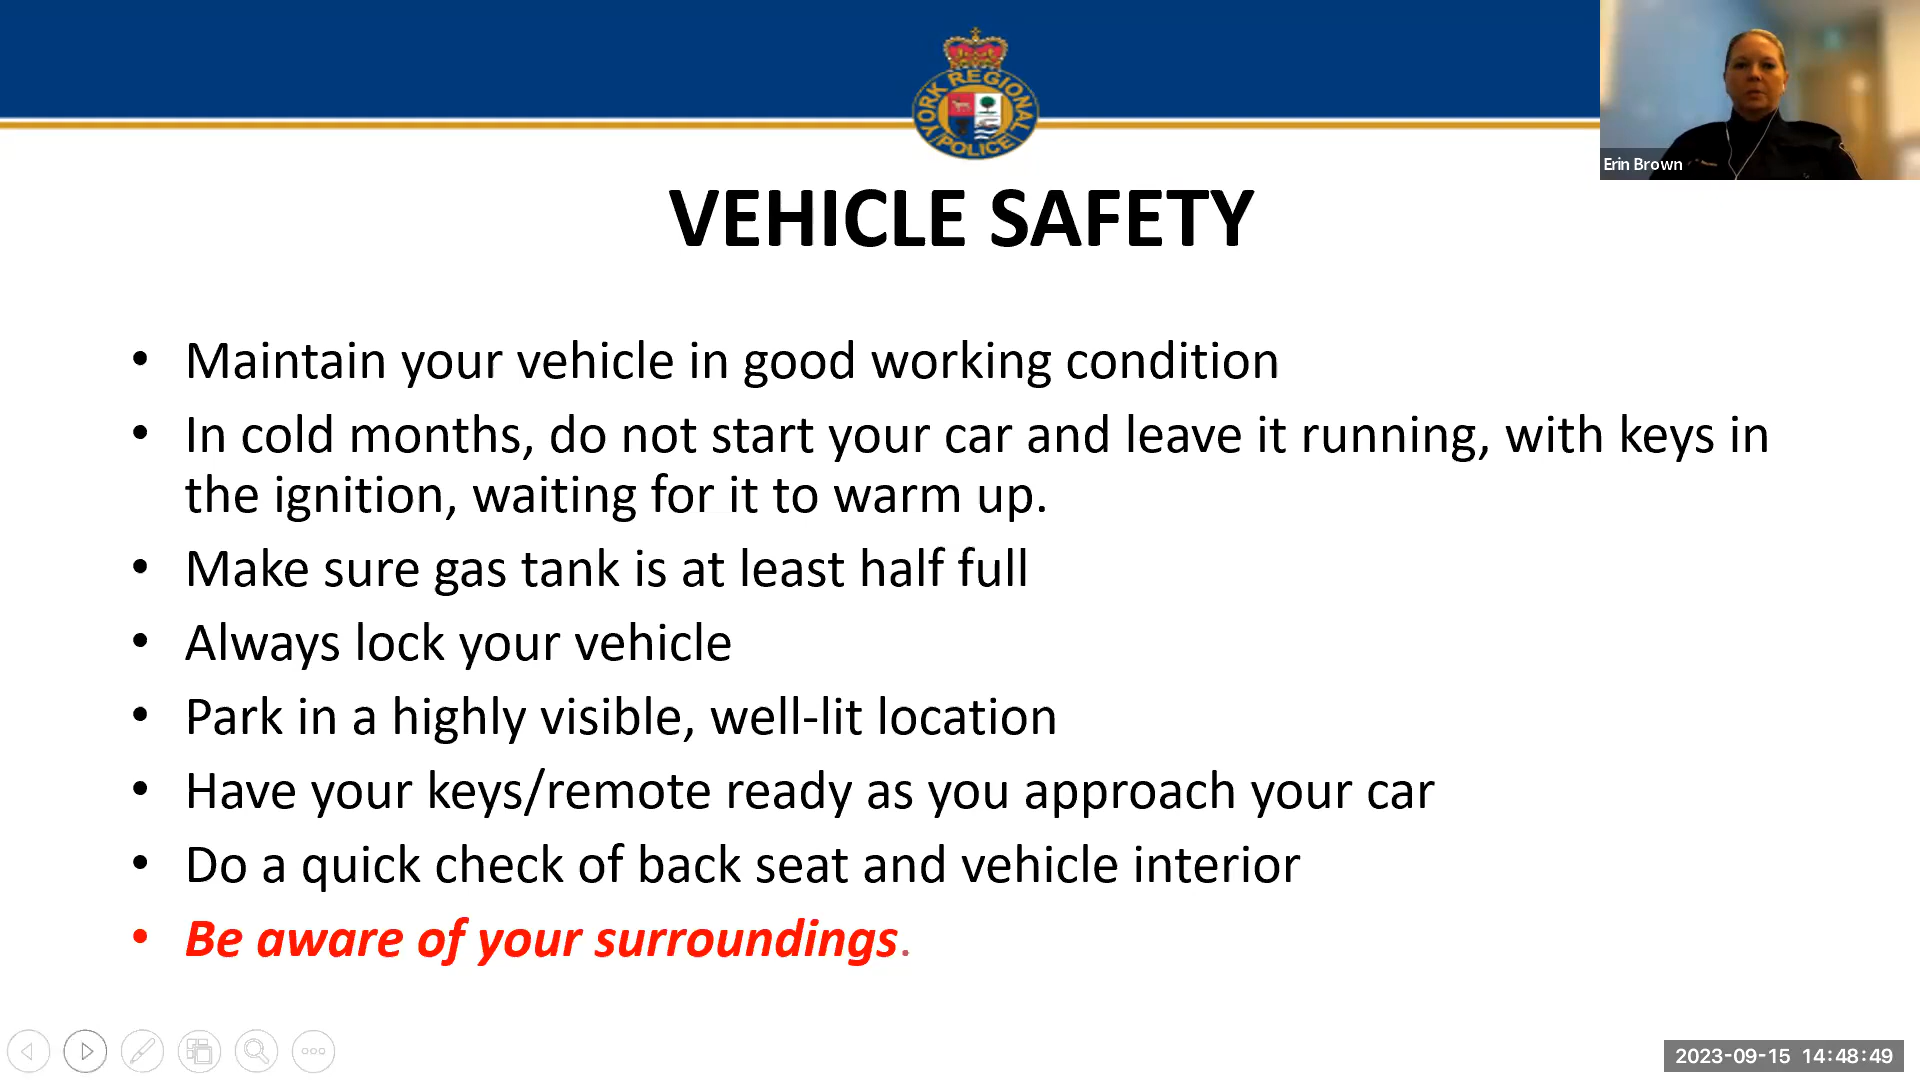 YORK REGIONAL
POLICE
Erin Brown
VEHICLE SAFETY
• Maintain your vehicle in good working condition
• In cold months, do not start your car and leave it running, with keys in
the ignition, waiting for it to warm up.
• Make sure gas tank is at least half full
• Always lock your vehicle
• Park in a highly visible, well-lit location
• Have your keys/remote ready as you approach your car
• Do a quick check of back seat and vehicle interior
• Be aware of your surroundings.
2023-09-15 14:48:49